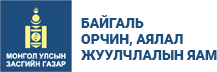 МОНГОЛ УЛСЫН
ЗАСГИЙН ГАЗАР
БАЙГАЛЬ
ОРЧИН, АЯЛАЛ
ЖУУЛЧЛАЛЫН ЯАМ